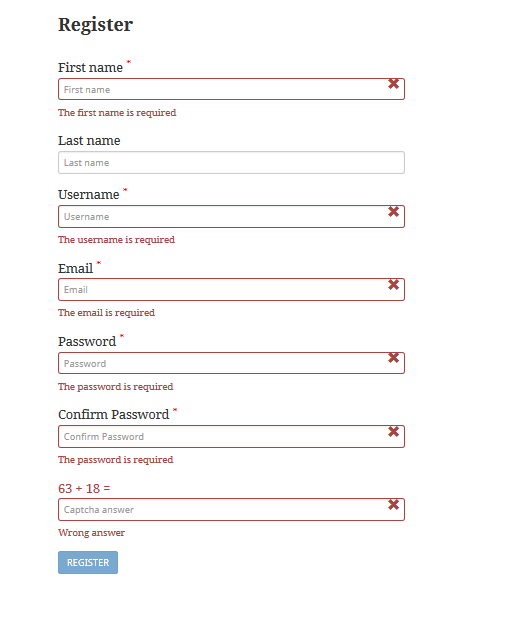 Register
First name *
First name
The first name is required
Last name
Last name
Username *
Username
The username is required
Email *
Email
The email is required
Password *
Password
The password is required
Confirm Password *
Confirm Password
The password is required
63 + 18 =
Captcha answer
Wrong answer
REGISTER